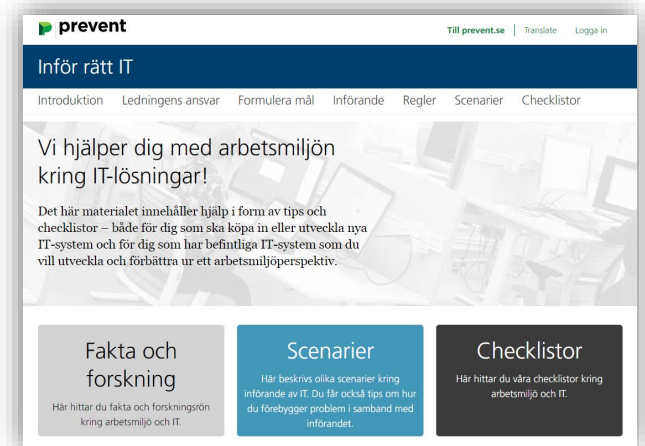 prevent
Till prevent.se | Translate Logga in
Inför rätt IT
Introduktion Ledningens ansvar Formulera mål Införande Regler Scenarier Checklistor
Vi hjälper dig med arbetsmiljön
kring IT-lösningar!
Det här materialet innehåller hjälp i form av tips och
checklistor – både för dig som ska köpa in eller utveckla nya
IT-system och för dig som har befintliga IT-system som du
vill utveckla och förbättra ur ett arbetsmiljöperspektiv.
Fakta och
forskning
Här hittar du fakta och forskningsrön
kring arbetsmiljö och IT.
Scenarier
Här beskrivs olika scenarier kring
införande av IT. Du får också tips om hur
du förebygger problem i samband med
införandet.
Checklistor
Här hittar du våra checklistor kring
arbetsmiljö och IT.